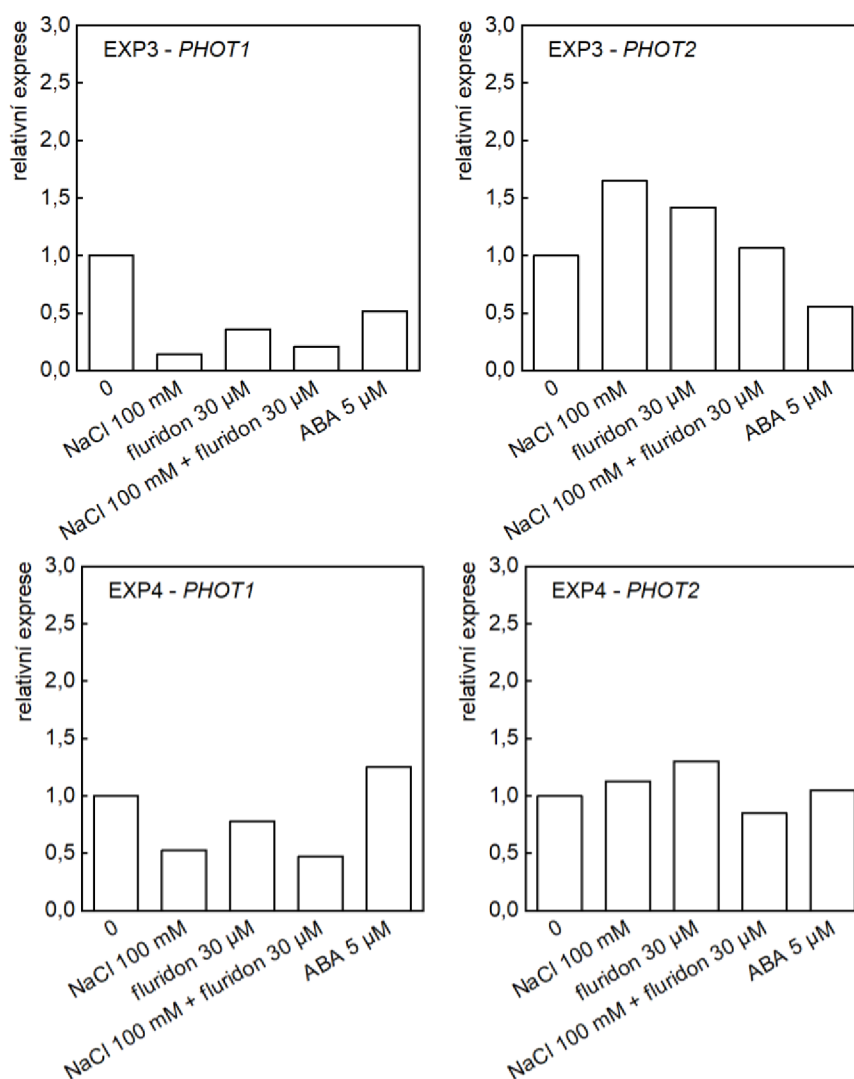 EXP3 - PHOT1
relativní exprese
3,0
2,5
2,0
1,5
1,0
0,5
0,0
0
NaCl 100 mM
fluridon 30 µM
NaCl 100 mM + fluridon 30 µM
ABA 5 µM
EXP3 - PHOT2
relativní exprese
3,0
2,5
2,0
1,5
1,0
0,5
0,0
0
NaCl 100 mM
fluridon 30 µM
NaCl 100 mM + fluridon 30 µM
ABA 5 µM
EXP4 - PHOT1
relativní exprese
3,0
2,5
2,0
1,5
1,0
0,5
0,0
0
NaCl 100 mM
fluridon 30 µM
NaCl 100 mM + fluridon 30 µM
ABA 5 µM
EXP4 - PHOT2
relativní exprese
3,0
2,5
2,0
1,5
1,0
0,5
0,0
0
NaCl 100 mM
fluridon 30 µM
NaCl 100 mM + fluridon 30 µM
ABA 5 µM